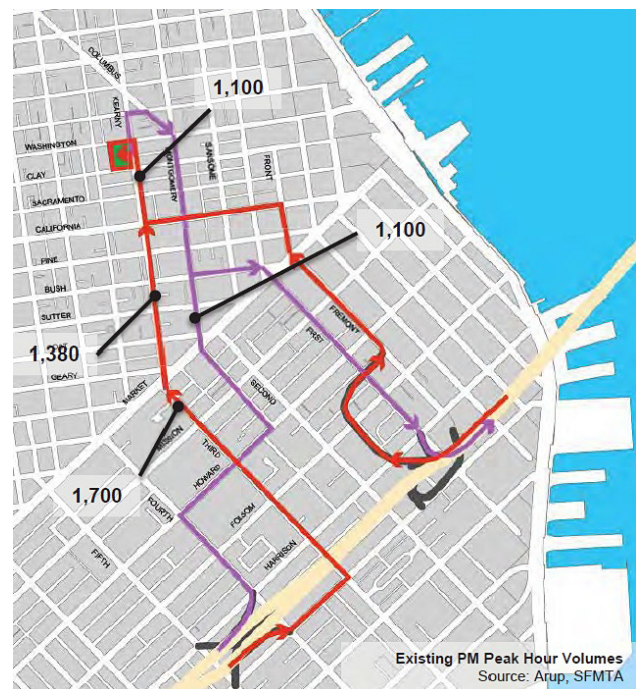 COLUMBUS
1,100
KEARNY
WASHINGTON
MONTGOMERY
SANSOME
FRONT
CLAY
SACRAMENTO
CALIFORNIA
1,100
PINE
BUSH
FREMONT
SUTTER
FIRST
1,380
GEARY
MARKET
SECOND
MISSION
THIRD
1,700
HOWARD
FOURTH
FOLSOM
FIFTH
HARRISON
Existing PM Peak Hour Volumes
Source: Arup, SFMTA